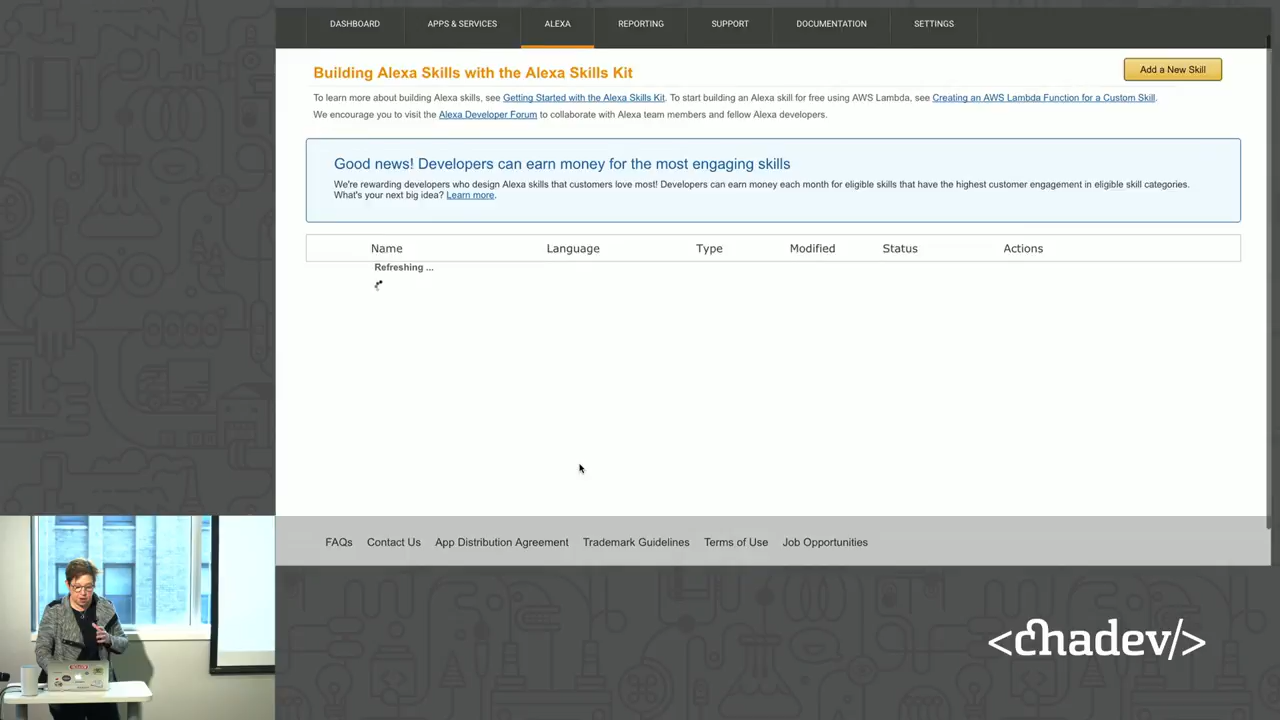 DASHBOARD
APPS & SERVICES
ALEXA
REPORTING
SUPPORT
DOCUMENTATION
SETTINGS
Building Alexa Skills with the Alexa Skills Kit
Add a New Skill
To learn more about building Alexa skills, see Getting Started with the Alexa Skills Kit. To start building an Alexa skill for free using AWS Lambda, see Creating an AWS Lambda Function for a Custom Skill.
We encourage you to visit the Alexa Developer Forum to collaborate with Alexa team members and fellow Alexa developers.
Good news! Developers can earn money for the most engaging skills
We're rewarding developers who design Alexa skills that customers love most! Developers can earn money each month for eligible skills that have the highest customer engagement in eligible skill categories.
What's your next big idea? Learn more.
Name Language Type Modified Status Actions
Refreshing ...
FAQs Contact Us App Distribution Agreement Trademark Guidelines Terms of Use Job Opportunities
<chadev/>